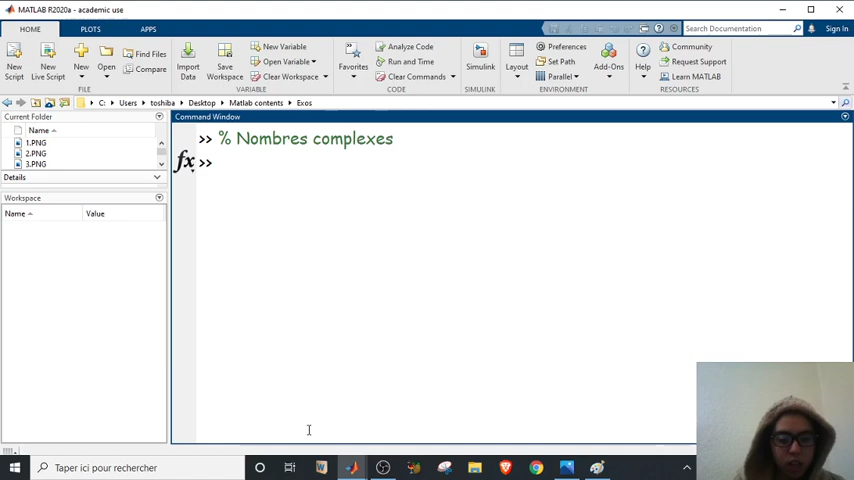 MATLAB R2020a - academic use
HOME PLOTS APPS
Search Documentation
Sign In
New Script
New Live Script
New
Open
Find Files
Compare
FILE
Import Data
Save Workspace
New Variable
Open Variable
Clear Workspace
VARIABLE
Favorites
Analyze Code
Run and Time
Clear Commands
CODE
Simulink
SIMULINK
Layout
Preferences
Set Path
Parallel
Add-Ons
ENVIRONMENT
Help
Community
Request Support
Learn MATLAB
RESOURCES
C: Users toshiba Desktop Matlab contents Exos
Current Folder
Name
1.PNG
2.PNG
3.PNG
Details
Workspace
Name Value
Command Window
>> % Nombres complexes
fx >>
Taper ici pour rechercher